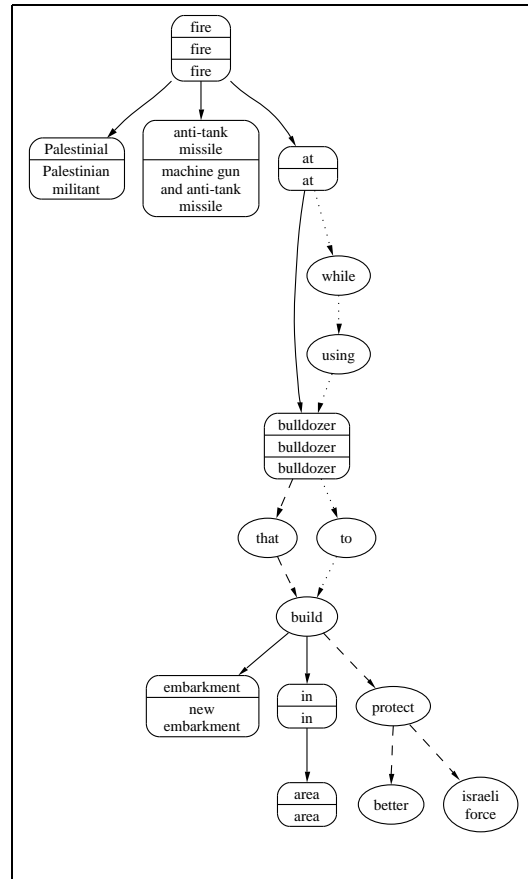 fire
fire
fire
Palestinial
Palestinian
militant
anti-tank
missile
machine gun
and anti-tank
missile
at
at
while
using
bulldozer
bulldozer
bulldozer
that
to
build
embarkment
new
embarkment
in
in
protect
area
area
better
israeli
force